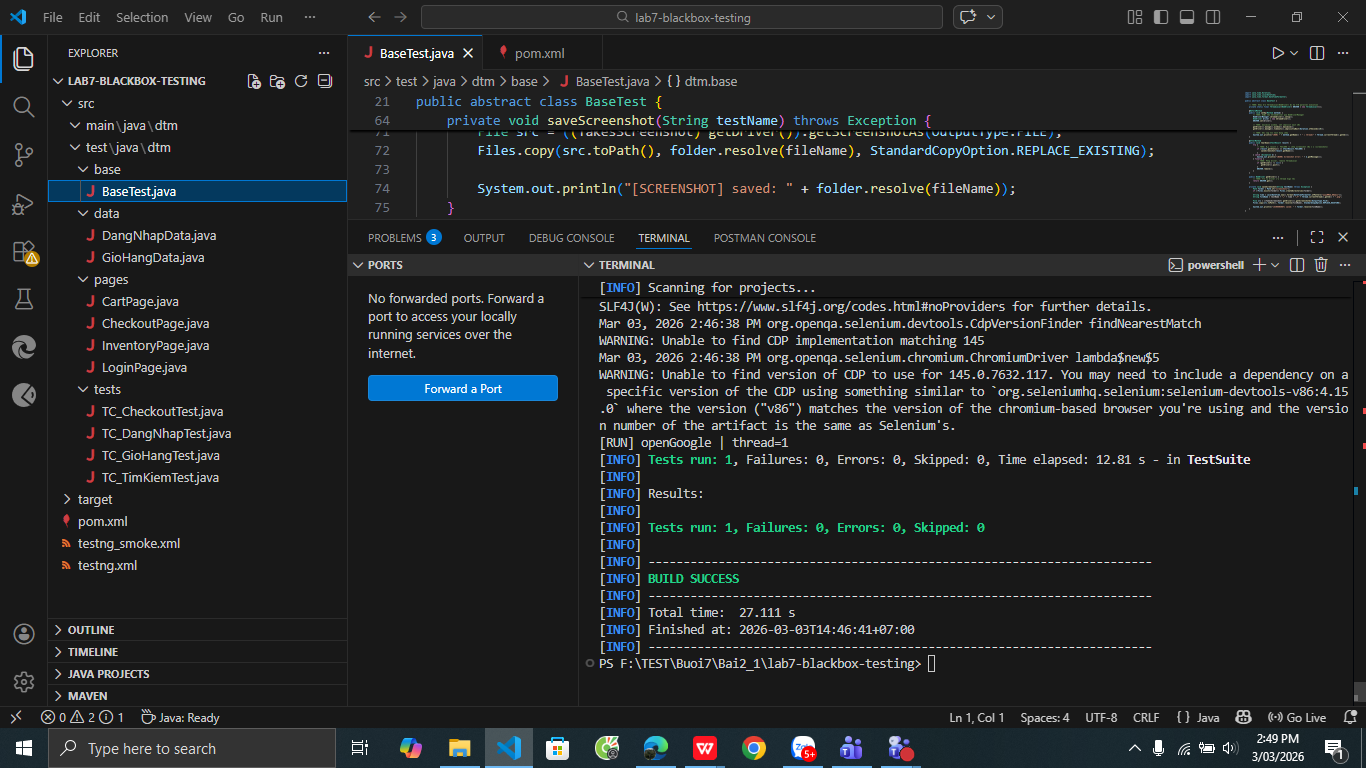 File Edit Selection View Go Run ··· lab7-blackbox-testing
EXPLORER ···
LAB7-BLACKBOX-TESTING
src
main\java\dtm
test\java\dtm
base
BaseTest.java
data
DangNhapData.java
GioHangData.java
pages
CartPage.java
CheckoutPage.java
InventoryPage.java
LoginPage.java
tests
TC_CheckoutTest.java
TC_DangNhapTest.java
TC_GioHangTest.java
TC_TimKiemTest.java
target
pom.xml
testng_smoke.xml
testng.xml
OUTLINE
TIMELINE
JAVA PROJECTS
MAVEN
BaseTest.java pom.xml
src > test > java > dtm > base > BaseTest.java > {} dtm.base
21 public abstract class BaseTest {
64 private void saveScreenshot(String testName) throws Exception {
71 File src = ((TakesScreenshot) getDriver()).getScreenshotAs(OutputType.FILE);
72 Files.copy(src.toPath(), folder.resolve(fileName), StandardCopyOption.REPLACE_EXISTING);
73
74 System.out.println("[SCREENSHOT] saved: " + folder.resolve(fileName));
75 }
PROBLEMS 3 OUTPUT DEBUG CONSOLE TERMINAL POSTMAN CONSOLE ···
PORTS
No forwarded ports. Forward a
port to access your locally
running services over the
internet.
Forward a Port
TERMINAL powershell ···
[INFO] Scanning for projects...
SLF4J(W): See https://www.slf4j.org/codes.html#noProviders for further details.
Mar 03, 2026 2:46:38 PM org.openqa.selenium.devtools.CdpVersionFinder findNearestMatch
WARNING: Unable to find CDP implementation matching 145
Mar 03, 2026 2:46:38 PM org.openqa.selenium.chromium.ChromiumDriver lambda$new$5
WARNING: Unable to find version of CDP to use for 145.0.7632.117. You may need to include a dependency on a
specific version of the CDP using something similar to `org.seleniumhq.selenium:selenium-devtools-v86:4.15
.0` where the version ("v86") matches the version of the chromium-based browser you're using and the versio
n number of the artifact is the same as Selenium's.
[RUN] openGoogle | thread=1
[INFO] Tests run: 1, Failures: 0, Errors: 0, Skipped: 0, Time elapsed: 12.81 s - in TestSuite
[INFO]
[INFO] Results:
[INFO]
[INFO] Tests run: 1, Failures: 0, Errors: 0, Skipped: 0
[INFO]
[INFO] ------------------------------------------------------------------------
[INFO] BUILD SUCCESS
[INFO] ------------------------------------------------------------------------
[INFO] Total time:  27.111 s
[INFO] Finished at: 2026-03-03T14:46:41+07:00
[INFO] ------------------------------------------------------------------------
PS F:\TEST\Buoi7\Bai2_1\lab7-blackbox-testing>
0 2 1 Java: Ready Ln 1, Col 1 Spaces: 4 UTF-8 CRLF {} Java Go Live
Type here to search
5+
2:49 PM
3/03/2026
1